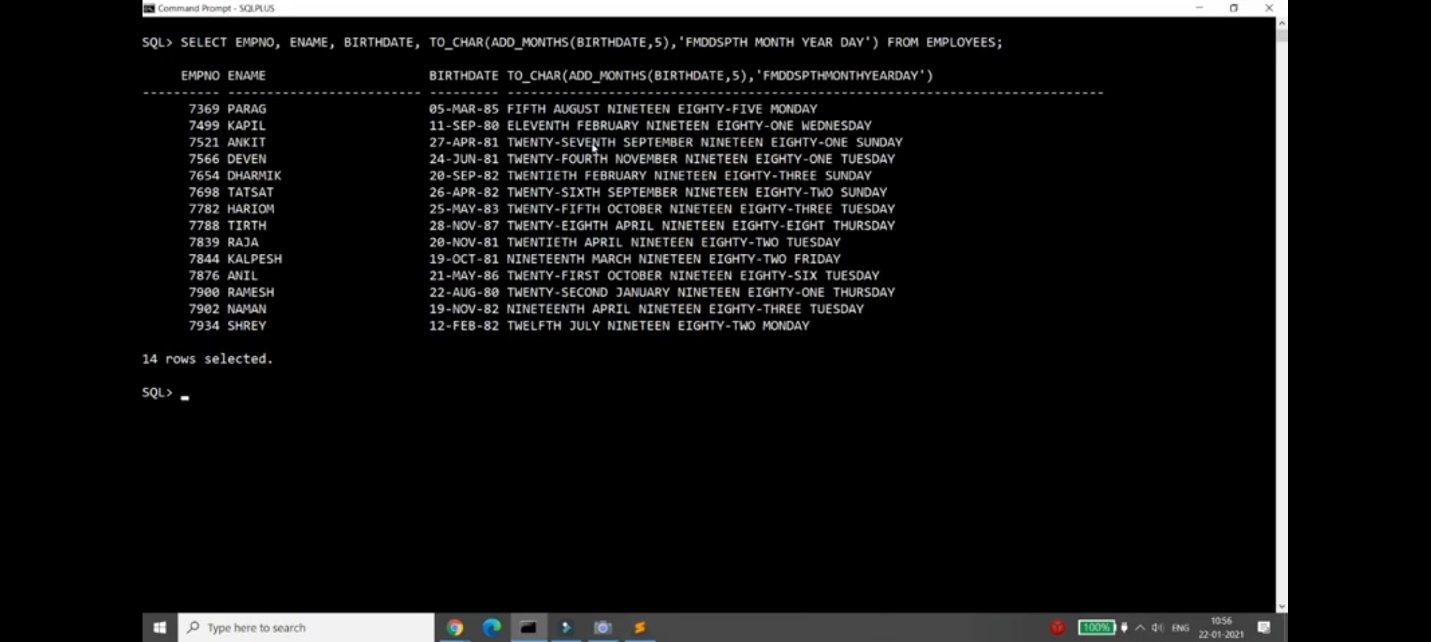 Command Prompt - SQLPLUS
SQL> SELECT EMPNO, ENAME, BIRTHDATE, TO_CHAR(ADD_MONTHS(BIRTHDATE,5),'FMDDSPTH MONTH YEAR DAY') FROM EMPLOYEES;
EMPNO ENAME BIRTHDATE TO_CHAR(ADD_MONTHS(BIRTHDATE,5),'FMDDSPTHMONTHYEARDAY')
7369 PARAG 05-MAR-85 FIFTH AUGUST NINETEEN EIGHTY-FIVE MONDAY
7499 KAPIL 11-SEP-80 ELEVENTH FEBRUARY NINETEEN EIGHTY-ONE WEDNESDAY
7521 ANKIT 27-APR-81 TWENTY-SEVENTH SEPTEMBER NINETEEN EIGHTY-ONE SUNDAY
7566 DEVEN 24-JUN-81 TWENTY-FOURTH NOVEMBER NINETEEN EIGHTY-ONE TUESDAY
7654 DHARMIK 20-SEP-82 TWENTIETH FEBRUARY NINETEEN EIGHTY-THREE SUNDAY
7698 TATSAT 26-APR-82 TWENTY-SIXTH SEPTEMBER NINETEEN EIGHTY-TWO SUNDAY
7782 HARIOM 25-MAY-83 TWENTY-FIFTH OCTOBER NINETEEN EIGHTY-THREE TUESDAY
7788 TIRTH 28-NOV-87 TWENTY-EIGHTH APRIL NINETEEN EIGHTY-EIGHT THURSDAY
7839 RAJA 20-NOV-81 TWENTIETH APRIL NINETEEN EIGHTY-TWO TUESDAY
7844 KALPESH 19-OCT-81 NINETEENTH MARCH NINETEEN EIGHTY-TWO FRIDAY
7876 ANIL 21-MAY-86 TWENTY-FIRST OCTOBER NINETEEN EIGHTY-SIX TUESDAY
7900 RAMESH 22-AUG-80 TWENTY-SECOND JANUARY NINETEEN EIGHTY-ONE THURSDAY
7902 NAMAN 19-NOV-82 NINETEENTH APRIL NINETEEN EIGHTY-THREE TUESDAY
7934 SHREY 12-FEB-82 TWELFTH JULY NINETEEN EIGHTY-TWO MONDAY
14 rows selected.
SQL>
Type here to search
100%
ENG
10:56
22-01-2021